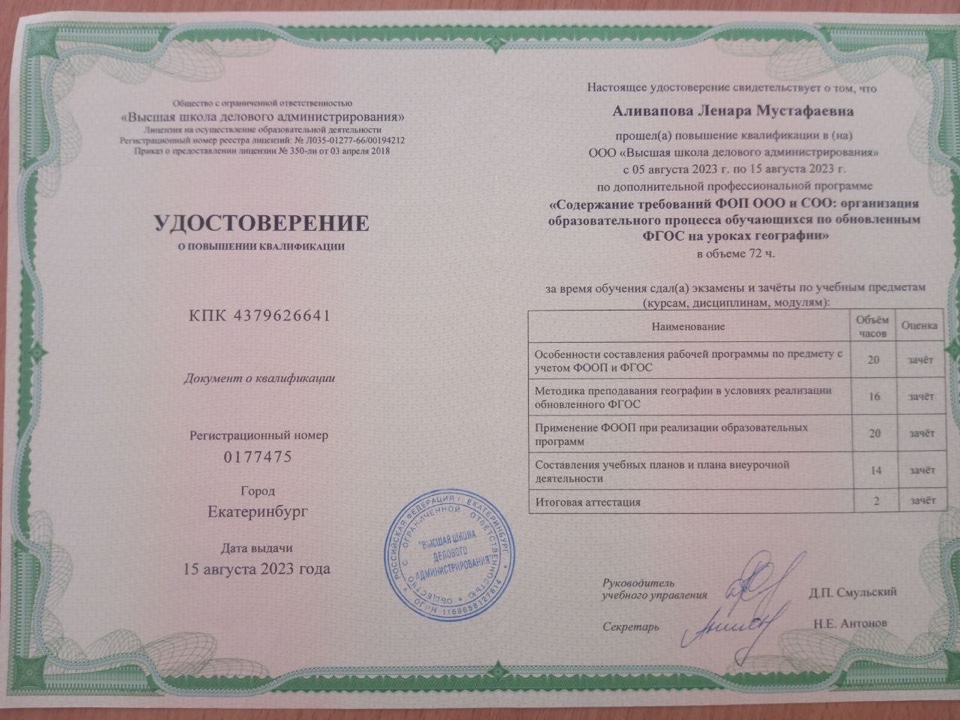 Общество с ограниченной ответственностью
«Высшая школа делового администрирования»
Лицензия на осуществление образовательной деятельности
Регистрационный номер реестра лицензий: № Л035-01277-66/00194212
Приказ о предоставлении лицензии № 350-ли от 03 апреля 2018
УДОСТОВЕРЕНИЕ
О ПОВЫШЕНИИ КВАЛИФИКАЦИИ
КПК 4379626641
Документ о квалификации
Регистрационный номер
0177475
Город
Екатеринбург
Дата выдачи
15 августа 2023 года
РОССИЙСКАЯ ФЕДЕРАЦИЯ г. ЕКАТЕРИНБУРГ
ОБЩЕСТВО С ОГРАНИЧЕННОЙ ОТВЕТСТВЕННОСТЬЮ
"ВЫСШАЯ ШКОЛА
ДЕЛОВОГО
АДМИНИСТРИРОВАНИЯ"
Настоящее удостоверение свидетельствует о том, что
Аливапова Ленара Мустафаевна
прошел(а) повышение квалификации в (на)
ООО «Высшая школа делового администрирования»
с 05 августа 2023 г. по 15 августа 2023 г.
по дополнительной профессиональной программе
«Содержание требований ФОП ООО и СОО: организация
образовательного процесса обучающихся по обновленным
ФГОС на уроках географии»
в объеме 72 ч.
за время обучения сдал(а) экзамены и зачёты по учебным предметам
(курсам, дисциплинам, модулям):
Наименование Объём часов Оценка
Особенности составления рабочей программы по предмету с
учетом ФООП и ФГОС 20 зачёт
Методика преподавания географии в условиях реализации
обновленного ФГОС 16 зачёт
Применение ФООП при реализации образовательных
программ 20 зачёт
Составления учебных планов и плана внеурочной
деятельности 14 зачёт
Итоговая аттестация 2 зачёт
Руководитель
учебного управления Д.П. Смульский
Секретарь Н.Е. Антонов